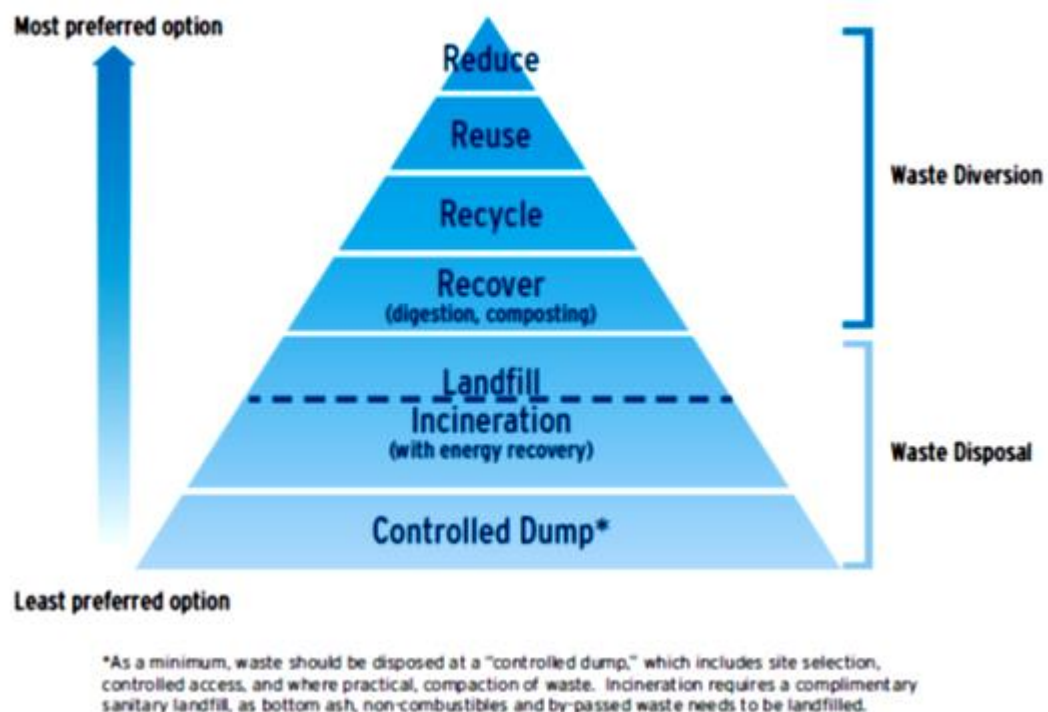 Most preferred option
Reduce
Reuse
Recycle
Recover
(digestion, composting)
Landfill
Incineration
(with energy recovery)
Controlled Dump*
Waste Diversion
Waste Disposal
Least preferred option
*As a minimum, waste should be disposed at a "controlled dump," which includes site selection,
controlled access, and where practical, compaction of waste. Incineration requires a complimentary
sanitary landfill, as bottom ash, non-combustibles and by-passed waste needs to be landfilled.